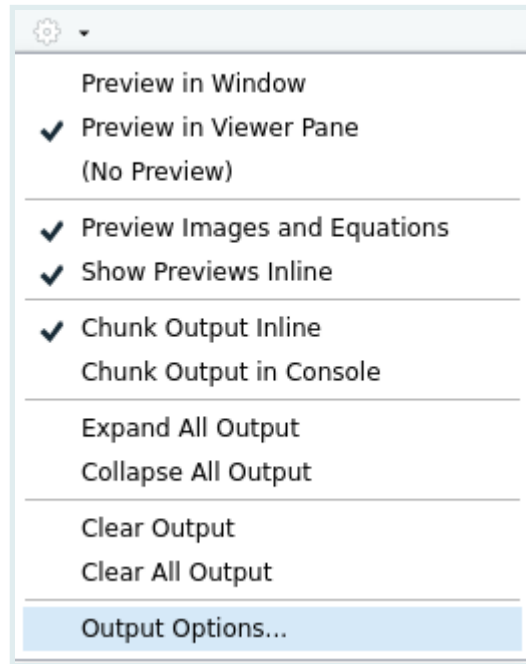 Preview in Window
Preview in Viewer Pane
(No Preview)
Preview Images and Equations
Show Previews Inline
Chunk Output Inline
Chunk Output in Console
Expand All Output
Collapse All Output
Clear Output
Clear All Output
Output Options...